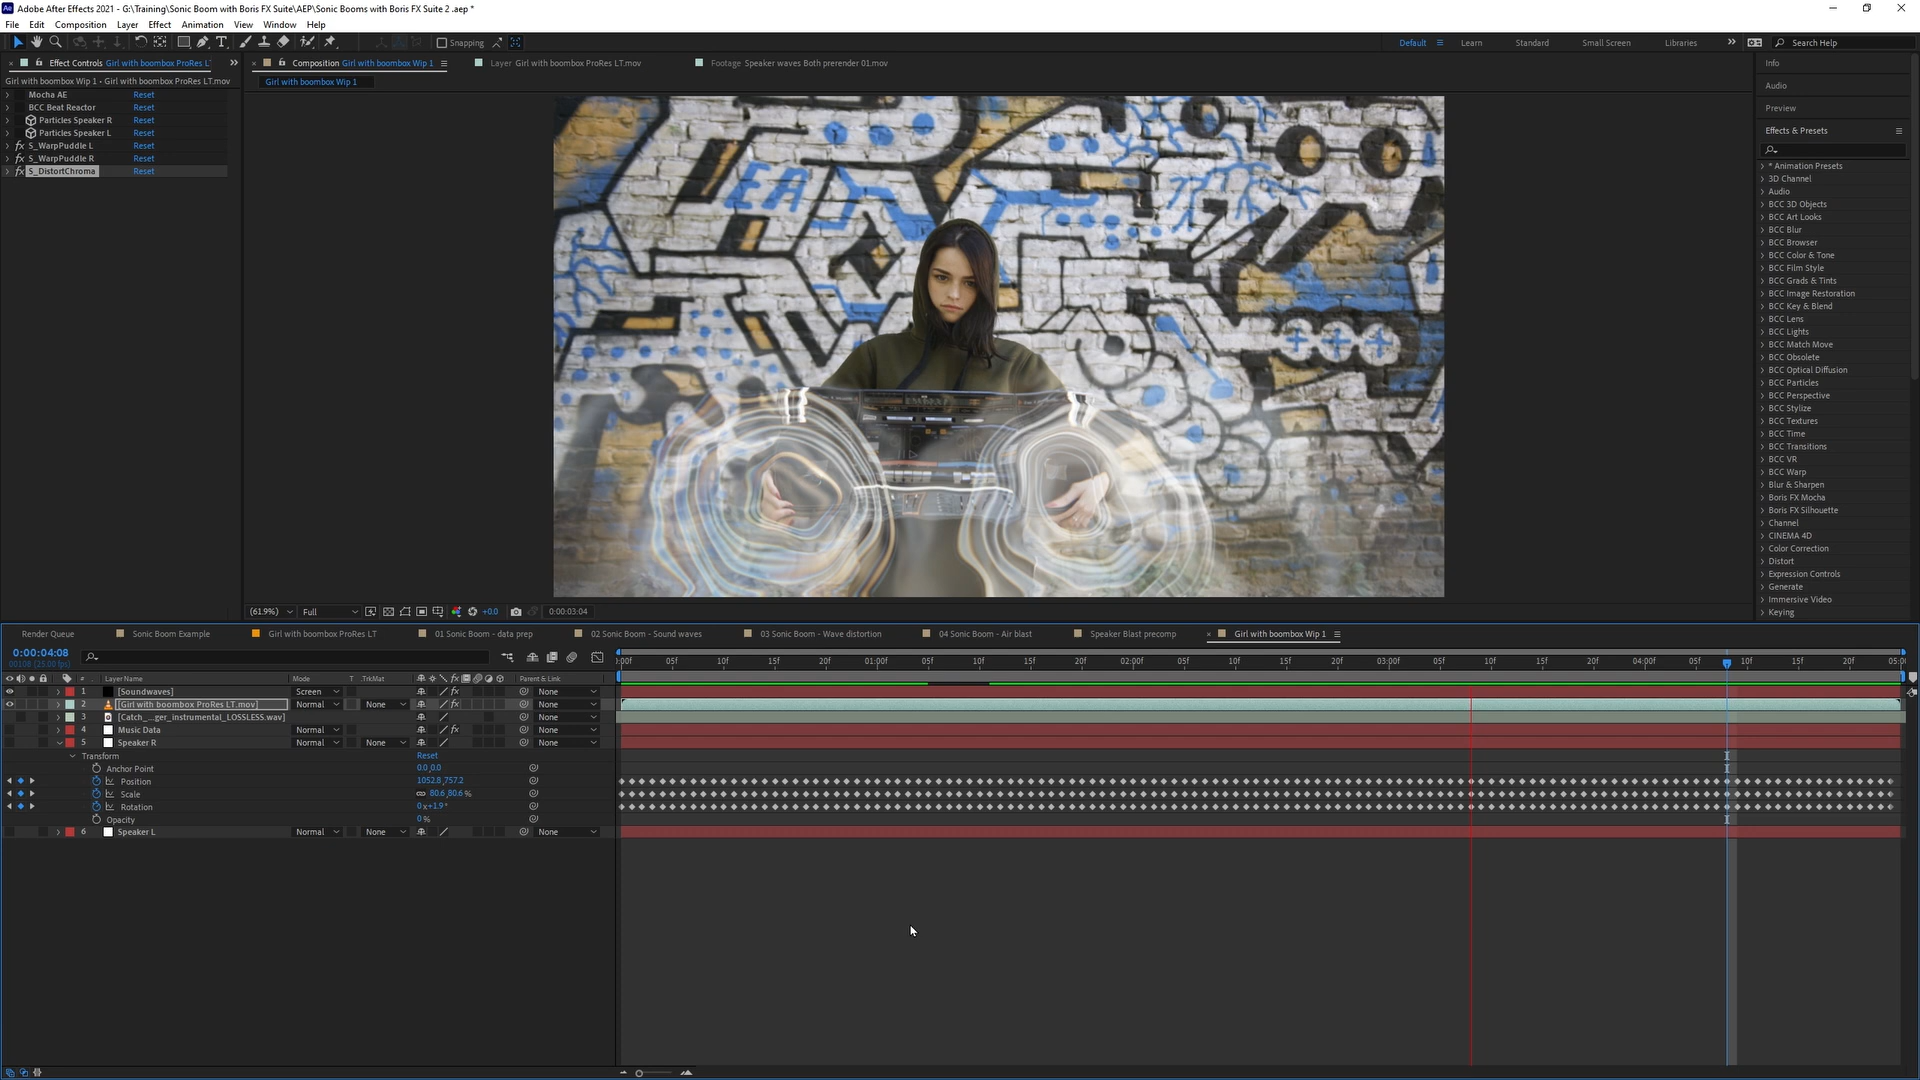 Adobe After Effects 2021 - G:\Training\Sonic Boom with Boris FX Suite\AEP\Sonic Booms with Boris FX Suite 2 .aep *
File Edit Composition Layer Effect Animation View Window Help
Snapping
Default Learn Standard Small Screen Libraries Search Help
Effect Controls Girl with boombox ProRes L
Composition Girl with boombox Wip 1
Layer Girl with boombox ProRes LT.mov
Footage Speaker waves Both prerender 01.mov
Girl with boombox Wip 1 • Girl with boombox ProRes LT.mov
Girl with boombox Wip 1
Mocha AE Reset
BCC Beat Reactor Reset
Particles Speaker R Reset
Particles Speaker L Reset
fx S_WarpPuddle L Reset
fx S_WarpPuddle R Reset
fx S_DistortChroma Reset
Info
Audio
Preview
Effects & Presets
* Animation Presets
3D Channel
Audio
BCC 3D Objects
BCC Art Looks
BCC Blur
BCC Browser
BCC Color & Tone
BCC Film Style
BCC Grads & Tints
BCC Image Restoration
BCC Key & Blend
BCC Lens
BCC Lights
BCC Match Move
BCC Obsolete
BCC Optical Diffusion
BCC Particles
BCC Perspective
BCC Stylize
BCC Textures
BCC Time
BCC Transitions
BCC VR
BCC Warp
Blur & Sharpen
Boris FX Mocha
Boris FX Silhouette
Channel
CINEMA 4D
Color Correction
Distort
Expression Controls
Generate
Immersive Video
Keying
(61.9%) Full +0.0 0:00:03:04
Render Queue Sonic Boom Example Girl with boombox ProRes LT 01 Sonic Boom - data prep 02 Sonic Boom - Sound waves 03 Sonic Boom - Wave distortion 04 Sonic Boom - Air blast Speaker Blast precomp Girl with boombox Wip 1
0:00:04:08
00108 (25.00 fps)
:00f 05f 10f 15f 20f 01:00f 05f 10f 15f 20f 02:00f 05f 10f 15f 20f 03:00f 05f 10f 15f 20f 04:00f 05f 10f 15f 20f 05:0
# Layer Name Mode T .TrkMat Parent & Link
1 [Soundwaves] Screen None
2 [Girl with boombox ProRes LT.mov] Normal None None
3 [Catch_...ger_instrumental_LOSSLESS.wav] None
4 Music Data Normal None
5 Speaker R Normal None None
Transform Reset
Anchor Point 0.0,0.0
Position 1052.8,757.2
Scale 80.6,80.6 %
Rotation 0x+1.9°
Opacity 0 %
6 Speaker L Normal None None